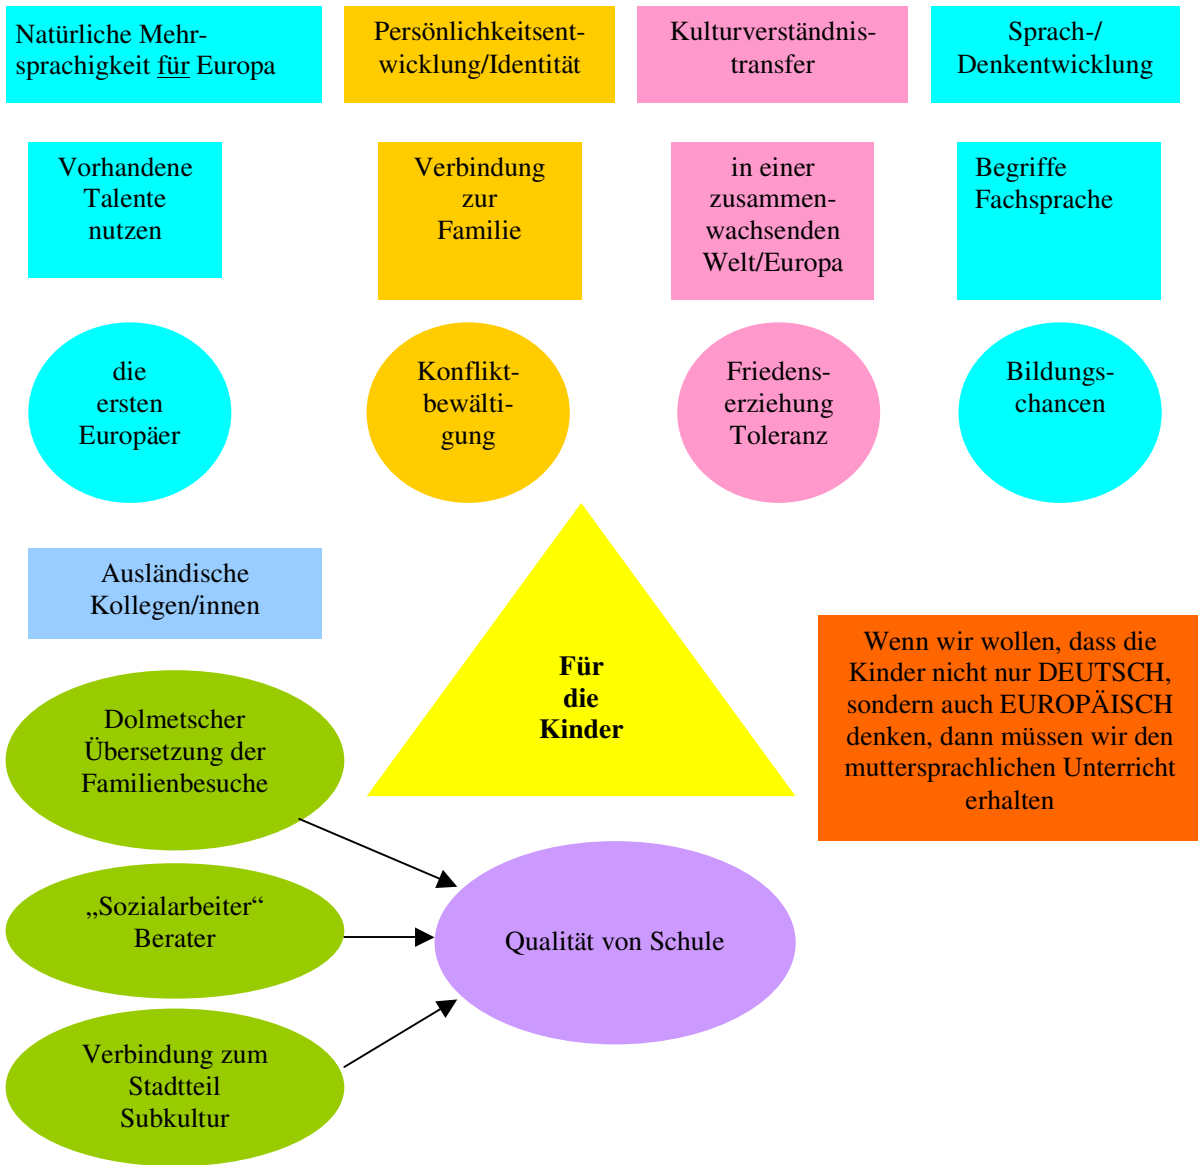 Natürliche Mehr-
sprachigkeit für Europa
Persönlichkeitsent-
wicklung/Identität
Kulturverständnis-
transfer
Sprach-/
Denkentwicklung
Vorhandene
Talente
nutzen
Verbindung
zur
Familie
in einer
zusammen-
wachsenden
Welt/Europa
Begriffe
Fachsprache
die
ersten
Europäer
Konflikt-
bewälti-
gung
Friedens-
erziehung
Toleranz
Bildungs-
chancen
Ausländische
Kollegen/innen
Für
die
Kinder
Wenn wir wollen, dass die
Kinder nicht nur DEUTSCH,
sondern auch EUROPÄISCH
denken, dann müssen wir den
muttersprachlichen Unterricht
erhalten
Dolmetscher
Übersetzung der
Familienbesuche
„Sozialarbeiter“
Berater
Qualität von Schule
Verbindung zum
Stadtteil
Subkultur